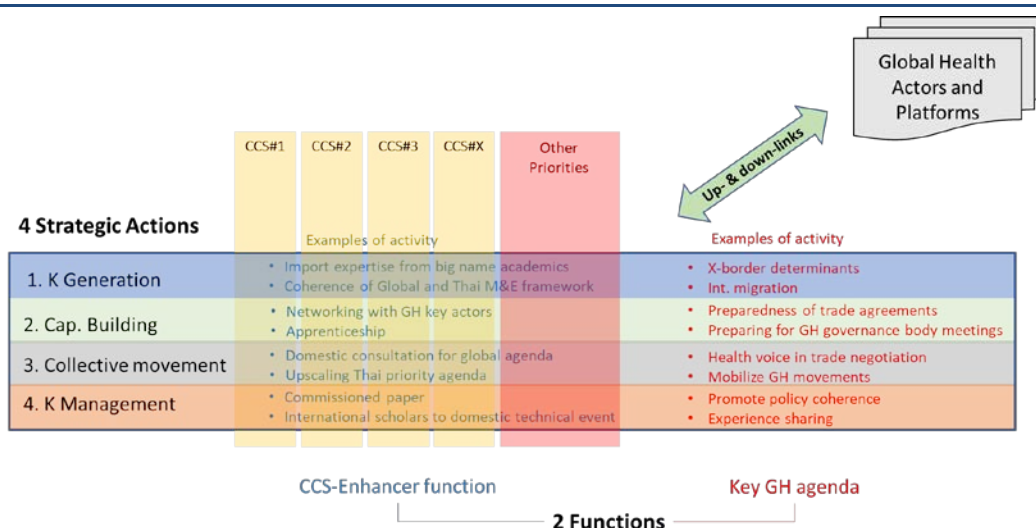 Global Health
Actors and
Platforms
Up- & down-links
CCS#1 CCS#2 CCS#3 CCS#X Other
Priorities
4 Strategic Actions
Examples of activity Examples of activity
1. K Generation
• Import expertise from big name academics
• Coherence of Global and Thai M&E framework
• X-border determinants
• Int. migration
2. Cap. Building
• Networking with GH key actors
• Apprenticeship
• Preparedness of trade agreements
• Preparing for GH governance body meetings
3. Collective movement
• Domestic consultation for global agenda
• Upscaling Thai priority agenda
• Health voice in trade negotiation
• Mobilize GH movements
4. K Management
• Commissioned paper
• International scholars to domestic technical event
• Promote policy coherence
• Experience sharing
CCS-Enhancer function Key GH agenda
2 Functions